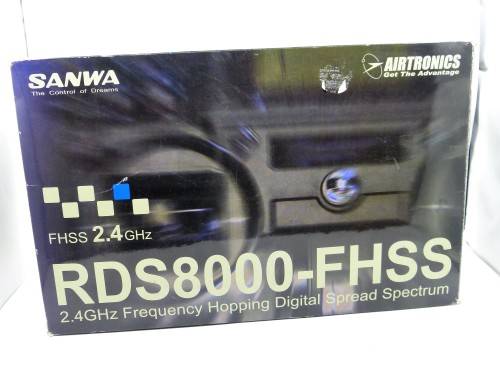 SANWA
The Control of Dreams
AIRTRONICS
Get The Advantage
FHSS 2.4GHz
RDS8000-FHSS
2.4GHz Frequency Hopping Digital Spread Spectrum